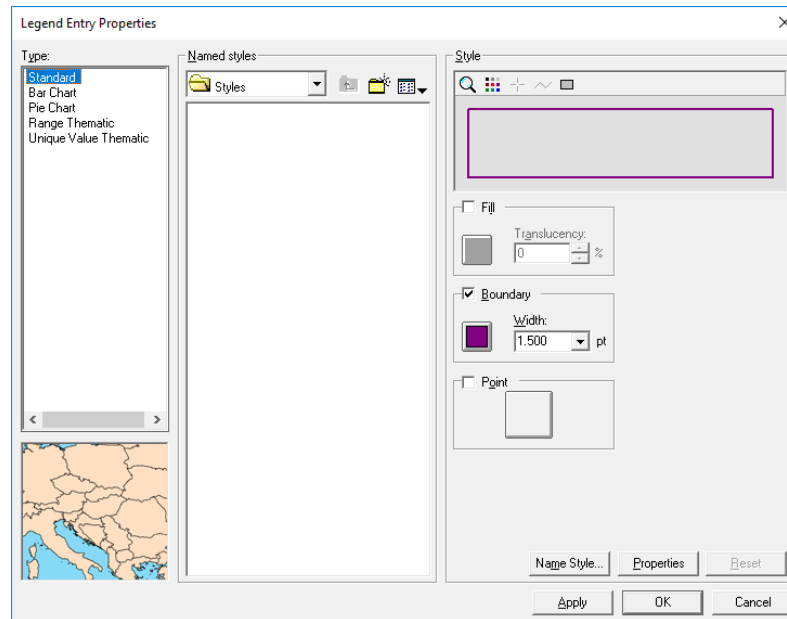 Legend Entry Properties
Type:
Standard
Bar Chart
Pie Chart
Range Thematic
Unique Value Thematic
Named styles
Styles
Style
Fill
Translucency:
0 %
Boundary
Width:
1.500 pt
Point
Name Style... Properties Reset
Apply OK Cancel